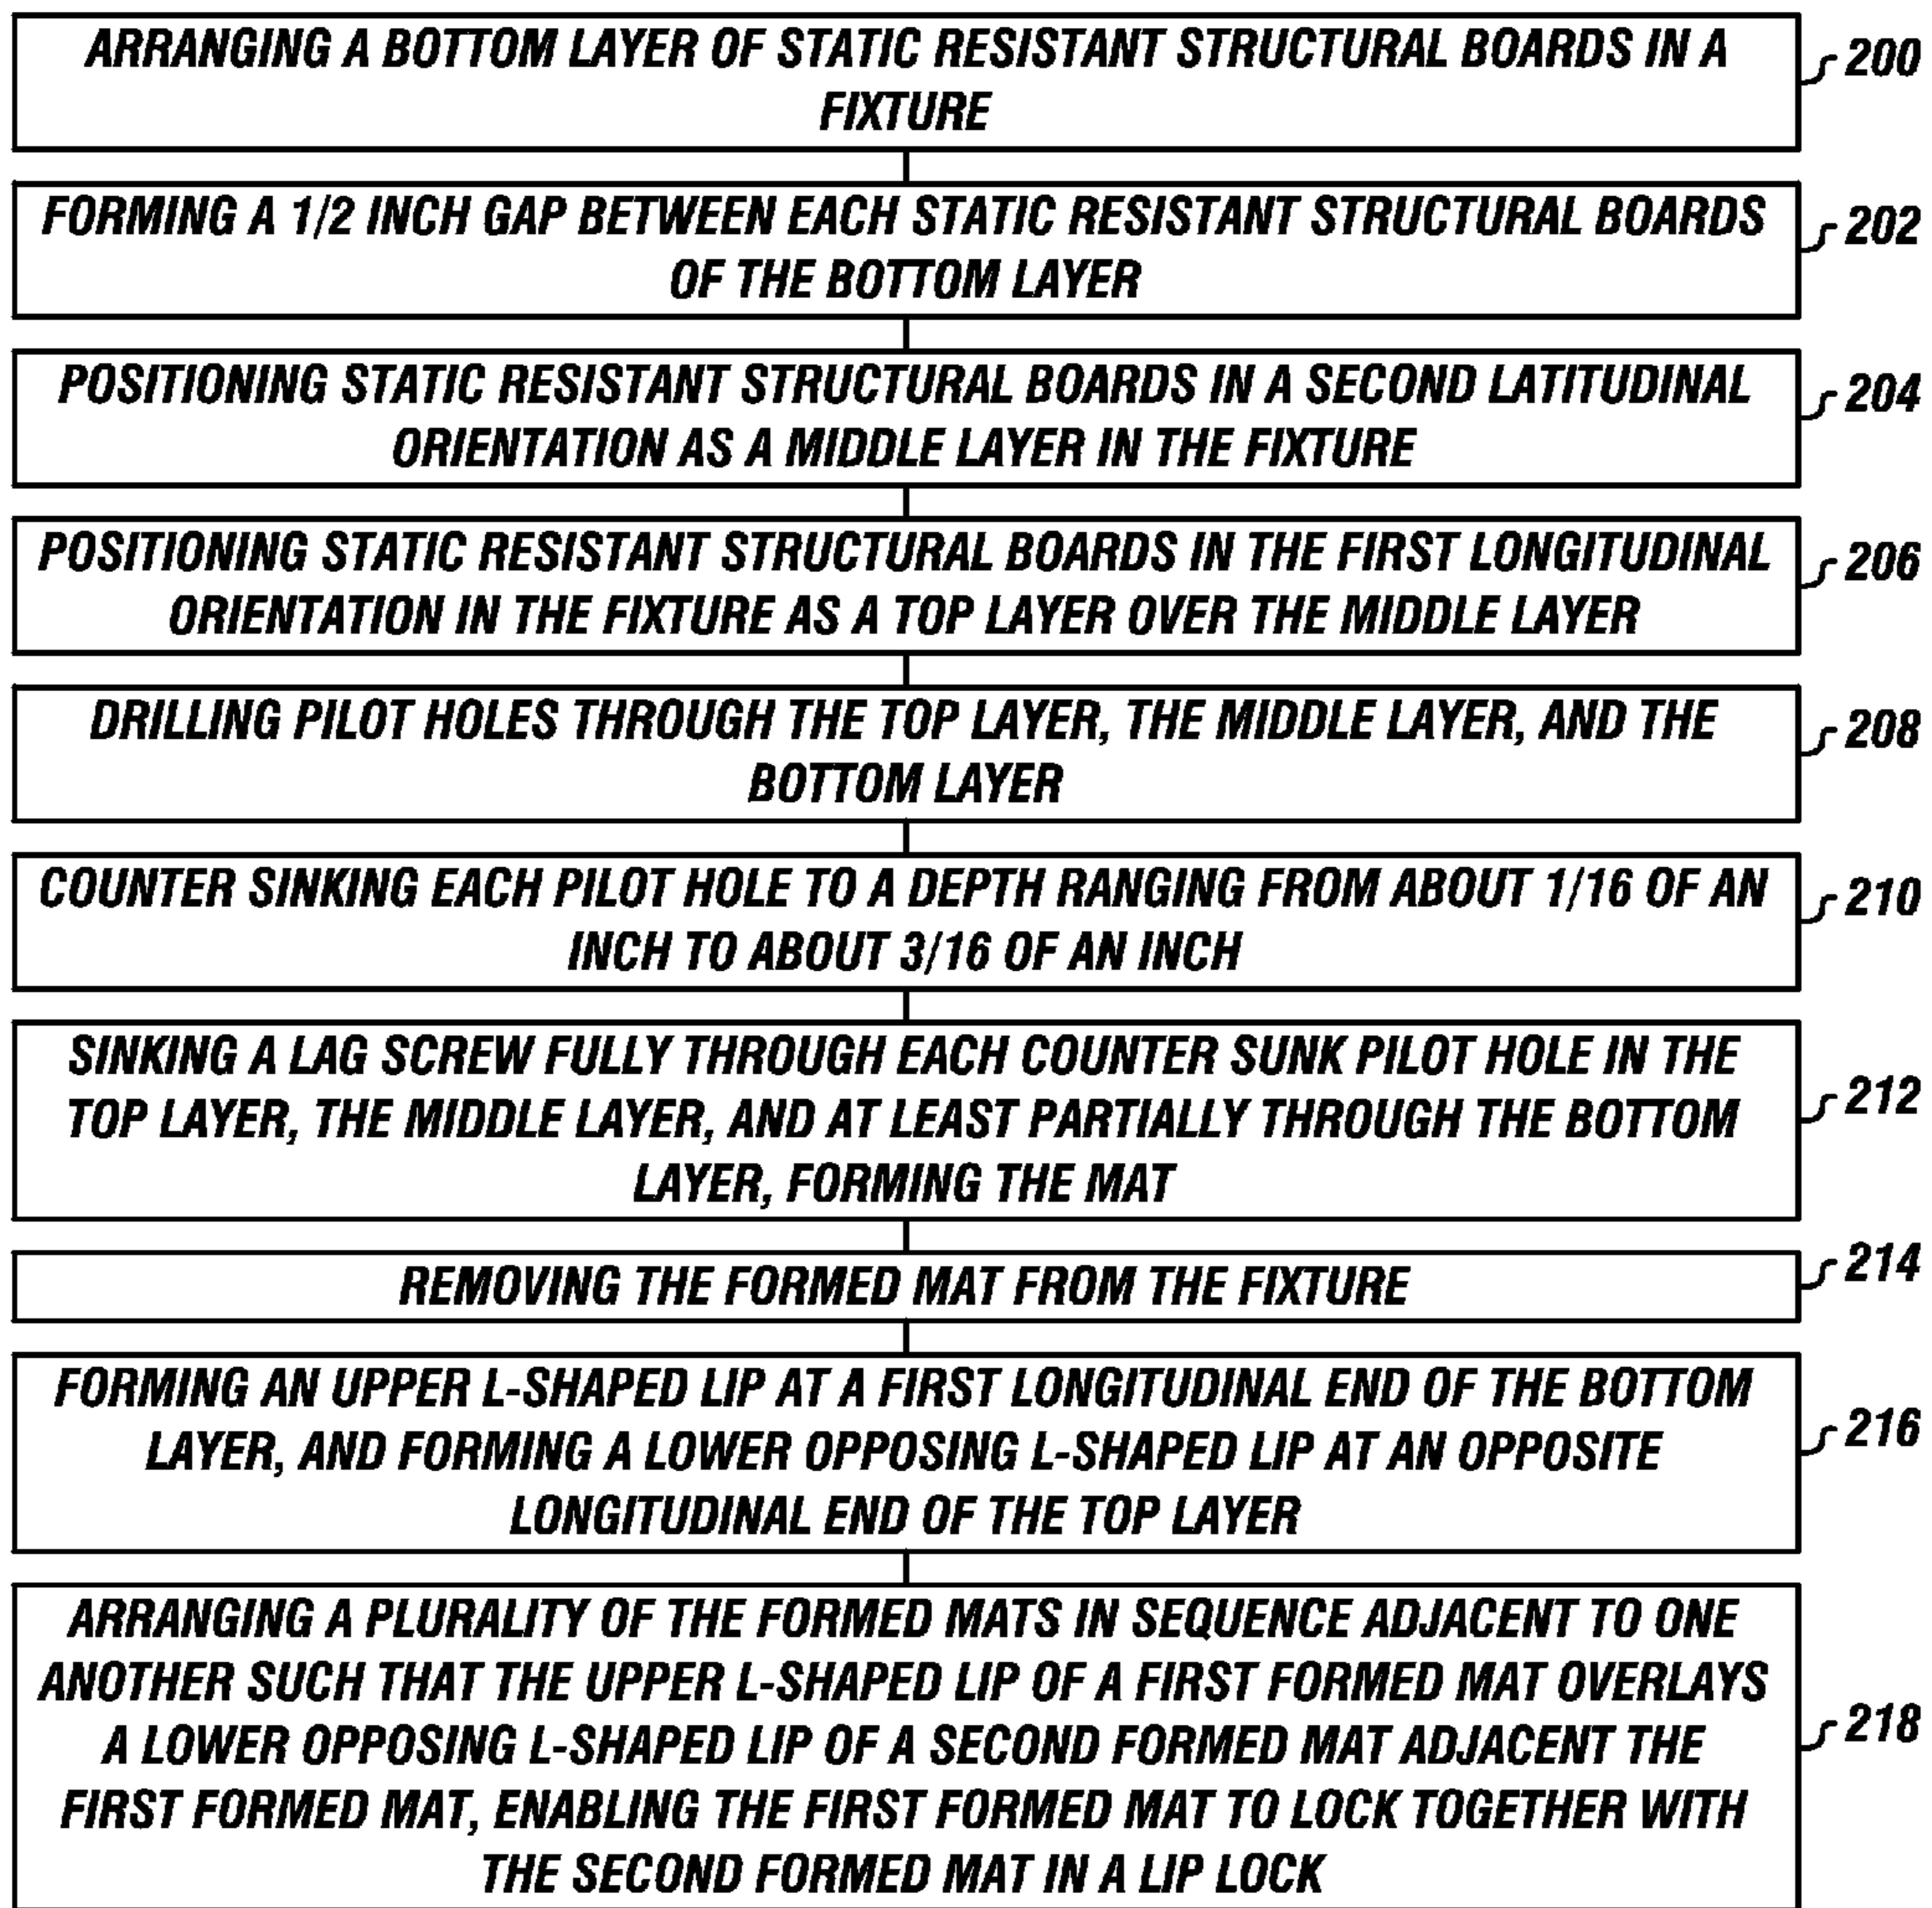 ARRANGING A BOTTOM LAYER OF STATIC RESISTANT STRUCTURAL BOARDS IN A
FIXTURE
200
FORMING A 1/2 INCH GAP BETWEEN EACH STATIC RESISTANT STRUCTURAL BOARDS
OF THE BOTTOM LAYER
202
POSITIONING STATIC RESISTANT STRUCTURAL BOARDS IN A SECOND LATITUDINAL
ORIENTATION AS A MIDDLE LAYER IN THE FIXTURE
204
POSITIONING STATIC RESISTANT STRUCTURAL BOARDS IN THE FIRST LONGITUDINAL
ORIENTATION IN THE FIXTURE AS A TOP LAYER OVER THE MIDDLE LAYER
206
DRILLING PILOT HOLES THROUGH THE TOP LAYER, THE MIDDLE LAYER, AND THE
BOTTOM LAYER
208
COUNTER SINKING EACH PILOT HOLE TO A DEPTH RANGING FROM ABOUT 1/16 OF AN
INCH TO ABOUT 3/16 OF AN INCH
210
SINKING A LAG SCREW FULLY THROUGH EACH COUNTER SUNK PILOT HOLE IN THE
TOP LAYER, THE MIDDLE LAYER, AND AT LEAST PARTIALLY THROUGH THE BOTTOM
LAYER, FORMING THE MAT
212
REMOVING THE FORMED MAT FROM THE FIXTURE
214
FORMING AN UPPER L-SHAPED LIP AT A FIRST LONGITUDINAL END OF THE BOTTOM
LAYER, AND FORMING A LOWER OPPOSING L-SHAPED LIP AT AN OPPOSITE
LONGITUDINAL END OF THE TOP LAYER
216
ARRANGING A PLURALITY OF THE FORMED MATS IN SEQUENCE ADJACENT TO ONE
ANOTHER SUCH THAT THE UPPER L-SHAPED LIP OF A FIRST FORMED MAT OVERLAYS
A LOWER OPPOSING L-SHAPED LIP OF A SECOND FORMED MAT ADJACENT THE
FIRST FORMED MAT, ENABLING THE FIRST FORMED MAT TO LOCK TOGETHER WITH
THE SECOND FORMED MAT IN A LIP LOCK
218